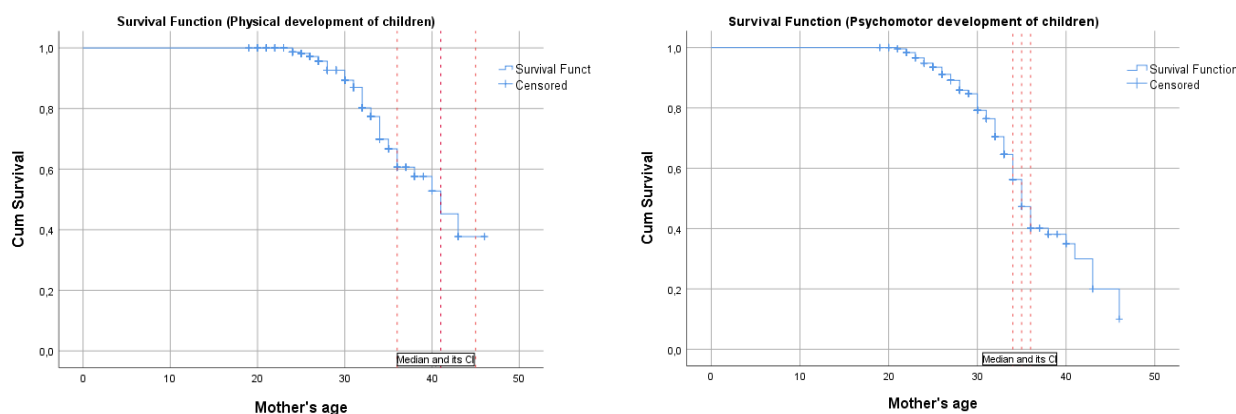 Survival Function (Physical development of children)
Cum Survival
1,0
0,8
0,6
0,4
0,2
0,0
Survival Funct
Censored
Median and its CI
0
20
30
40
50
Mother's age
Survival Function (Psychomotor development of children)
Cum Survival
1,0
0,8
0,6
0,4
0,2
0,0
Survival Function
Censored
Median and its CI
0
10
20
30
40
50
Mother's age